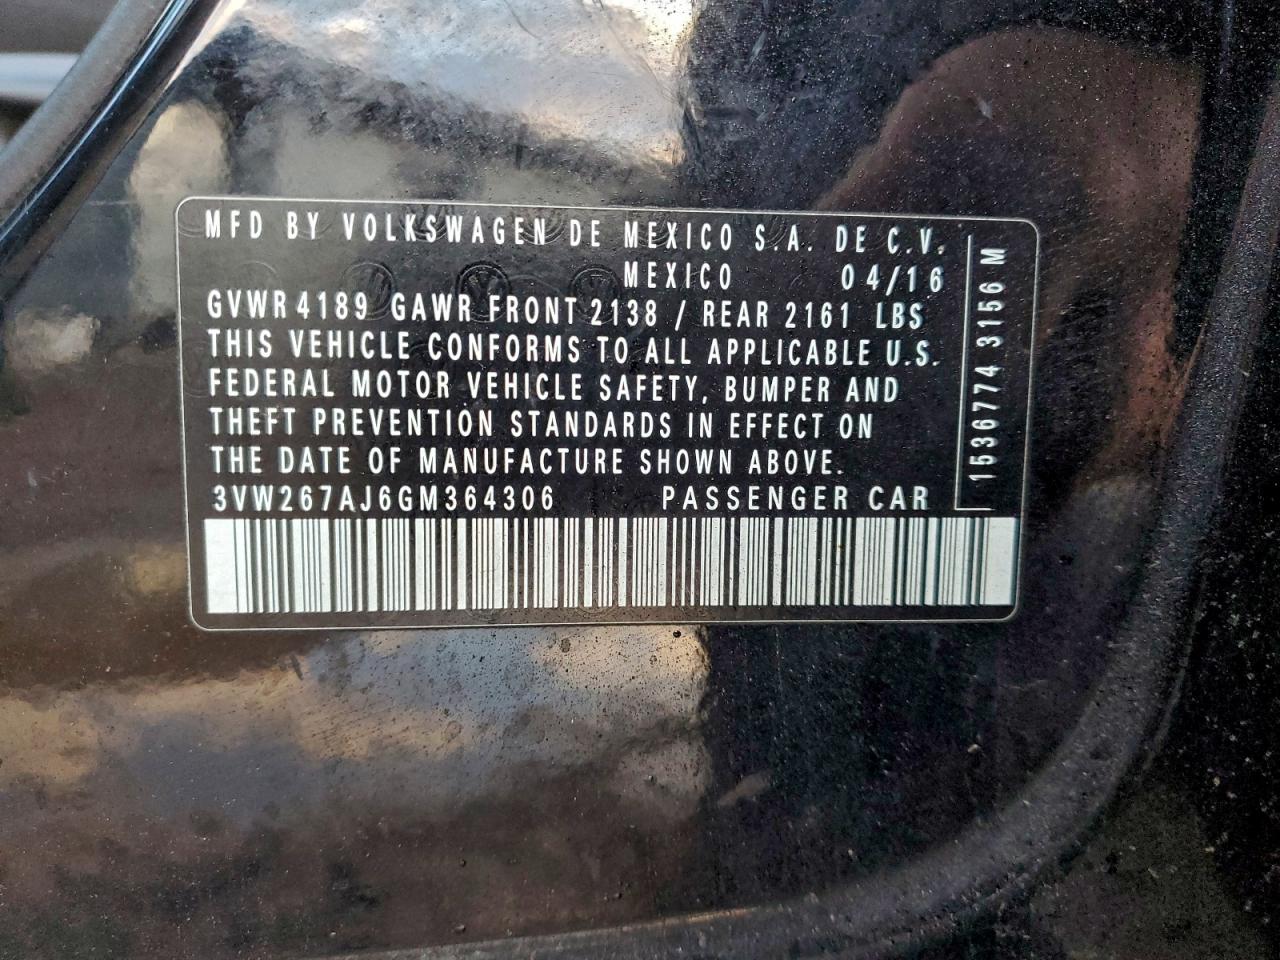 MFD BY VOLKSWAGEN DE MEXICO S.A. DE C.V.
MEXICO 04/16
GVWR 4189 GAWR FRONT 2138 / REAR 2161 LBS
THIS VEHICLE CONFORMS TO ALL APPLICABLE U.S.
FEDERAL MOTOR VEHICLE SAFETY, BUMPER AND
THEFT PREVENTION STANDARDS IN EFFECT ON
THE DATE OF MANUFACTURE SHOWN ABOVE.
3VW267AJ6GM364306 PASSENGER CAR
1536774 3156 M